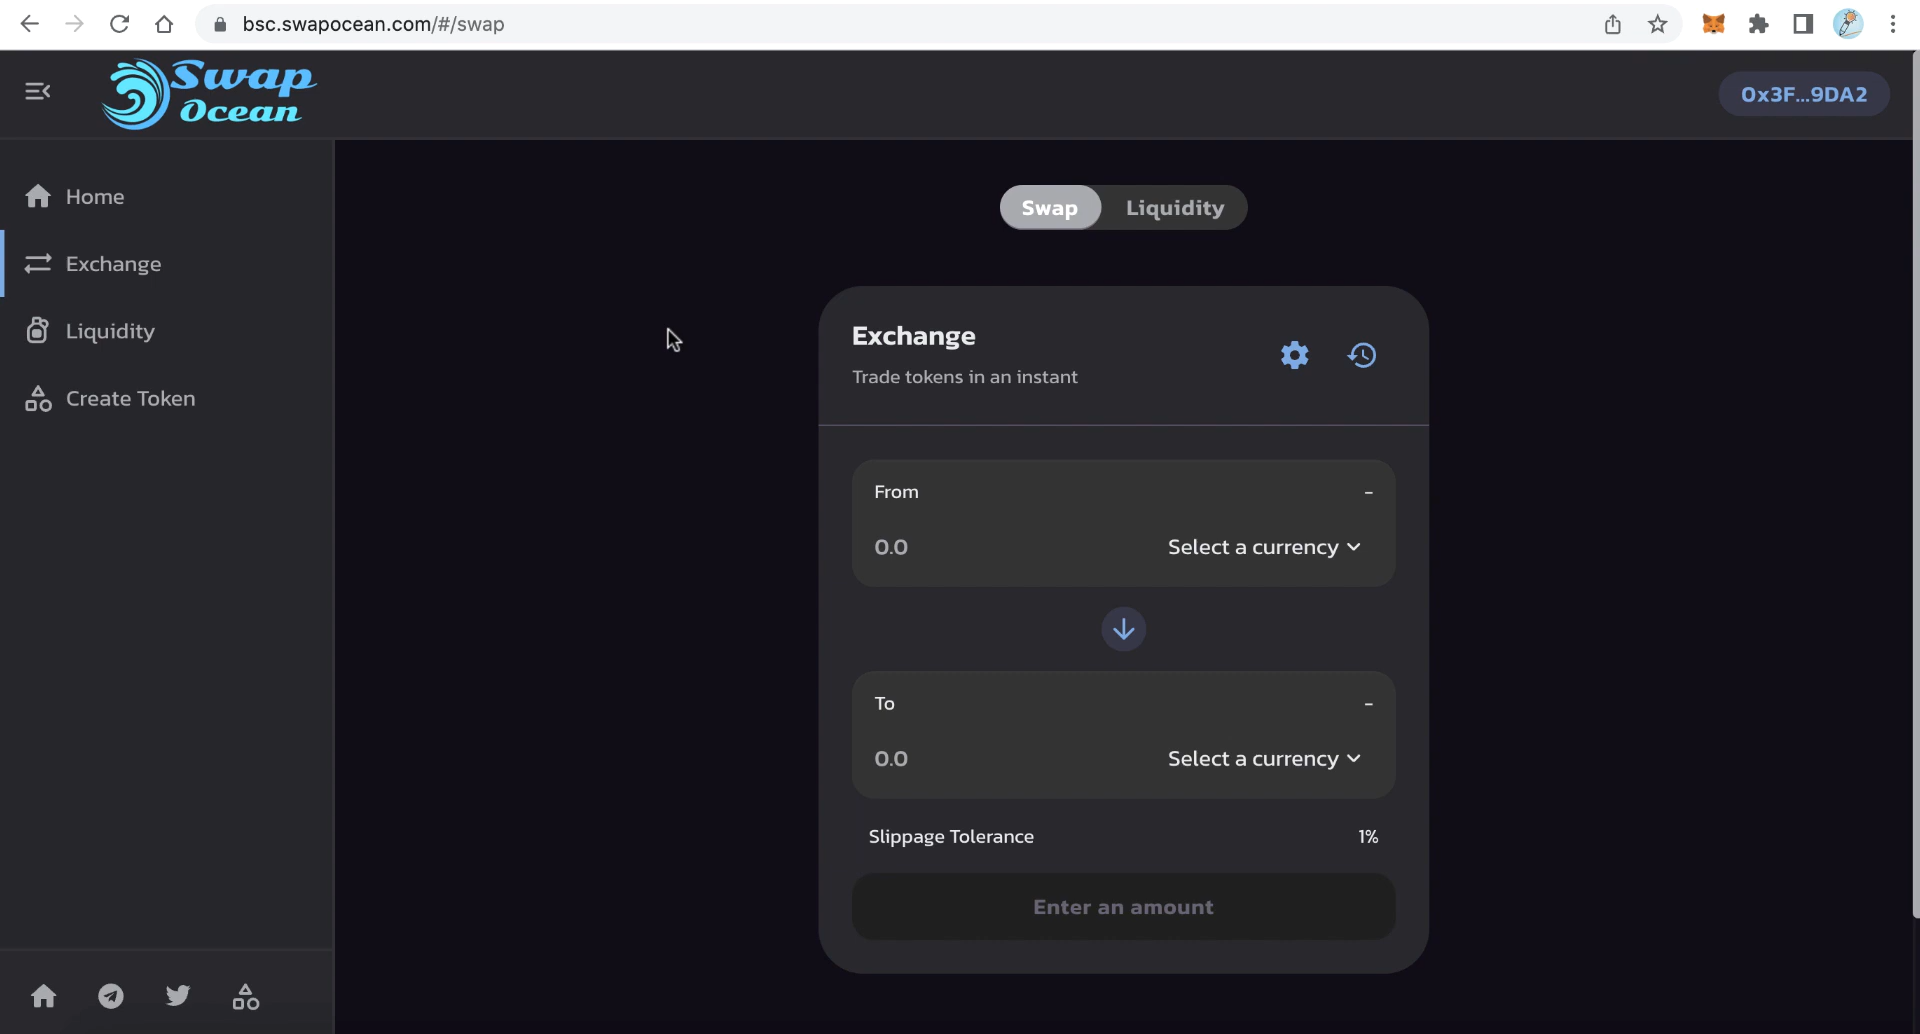 bsc.swapocean.com/#/swap
Swap
Ocean
0x3F...9DA2
Home
Exchange
Liquidity
Create Token
Swap
Liquidity
Exchange
Trade tokens in an instant
From
-
0.0
Select a currency
To
-
0.0
Select a currency
Slippage Tolerance
1%
Enter an amount